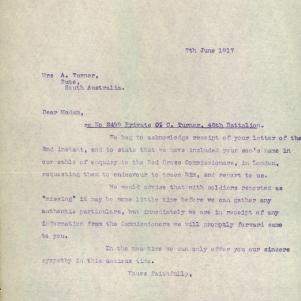 7th June 1917
Mrs A. Turner,
Bute,
South Australia.
Dear Madam,
re No 2499 Private C. Turner, 48th Battalion.
We beg to acknowledge receipt of your letter of the
2nd instant, and to state that we have included your son's name in
our cable of enquiry to the Red Cross Commissioners, in London,
requesting them to endeavour to trace him, and report to us.
We would advise that with soldiers reported as
"missing" it may be some little time before we can gather any
authentic particulars, but immediately we are in receipt of any
information from the Commissioners we will promptly forward same
to you.
In the meantime we can only offer you our sincere
sympathy in this anxious time.
Yours faithfully,